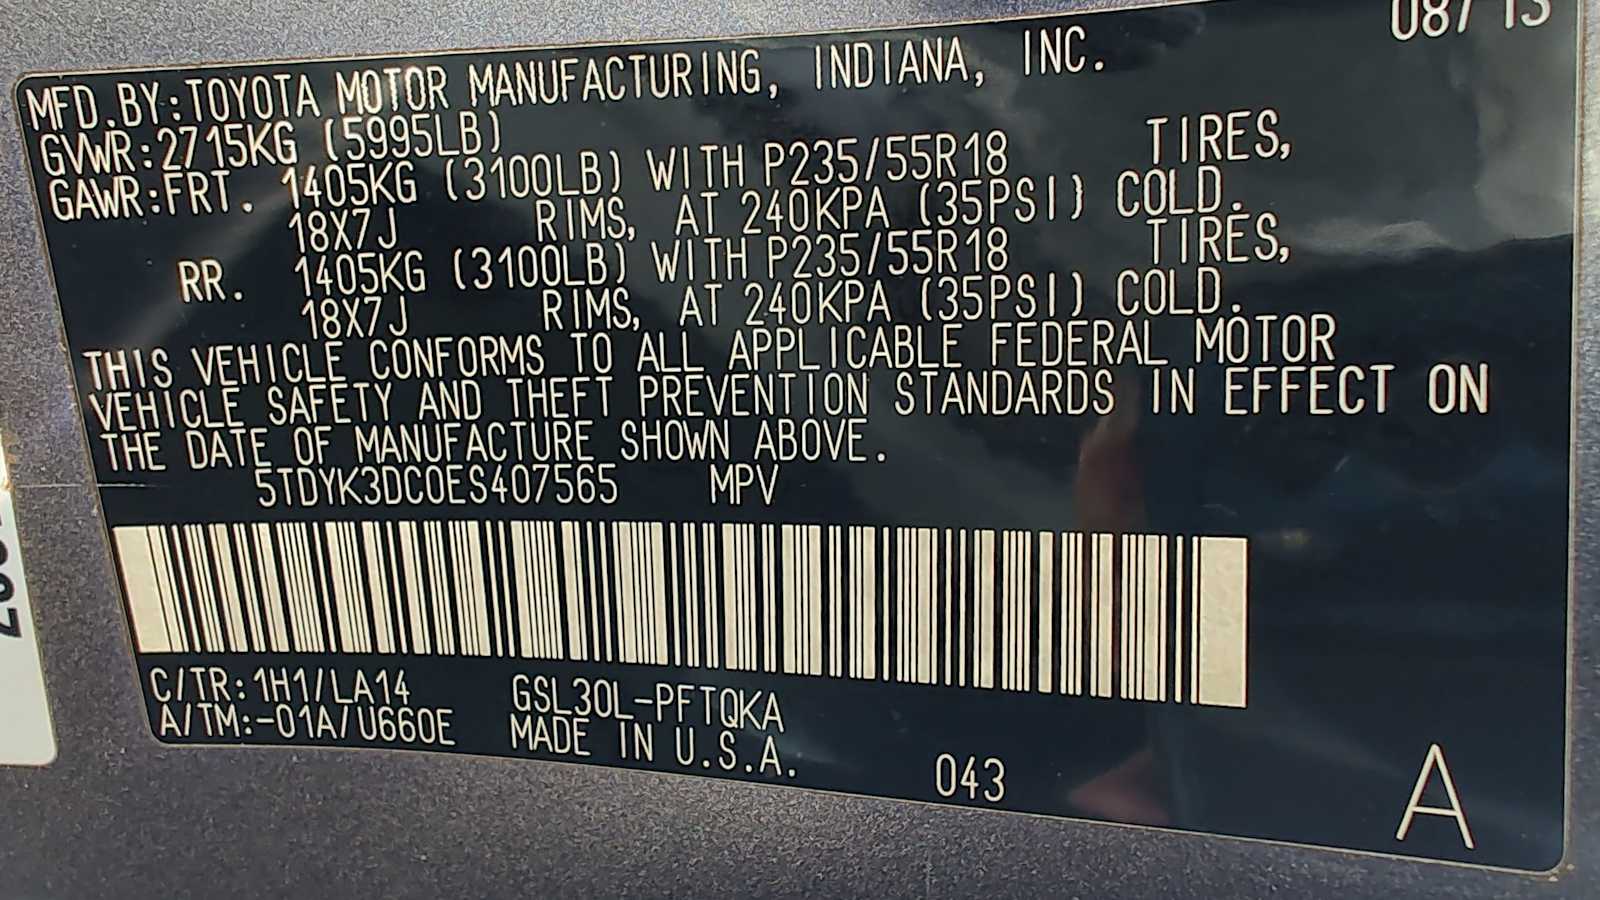 08/13
MFD.BY:TOYOTA MOTOR MANUFACTURING, INDIANA, INC.
GVWR:2715KG (5995LB)
GAWR:FRT. 1405KG (3100LB) WITH P235/55R18 TIRES,
18X7J RIMS, AT 240KPA (35PSI) COLD.
RR. 1405KG (3100LB) WITH P235/55R18 TIRES,
18X7J RIMS, AT 240KPA (35PSI) COLD.
THIS VEHICLE CONFORMS TO ALL APPLICABLE FEDERAL MOTOR
VEHICLE SAFETY AND THEFT PREVENTION STANDARDS IN EFFECT ON
THE DATE OF MANUFACTURE SHOWN ABOVE.
5TDYK3DC0ES407565 MPV
C/TR:1H1/LA14 GSL30L-PFTQKA
A/TM:-01A/U660E MADE IN U.S.A.
043
A